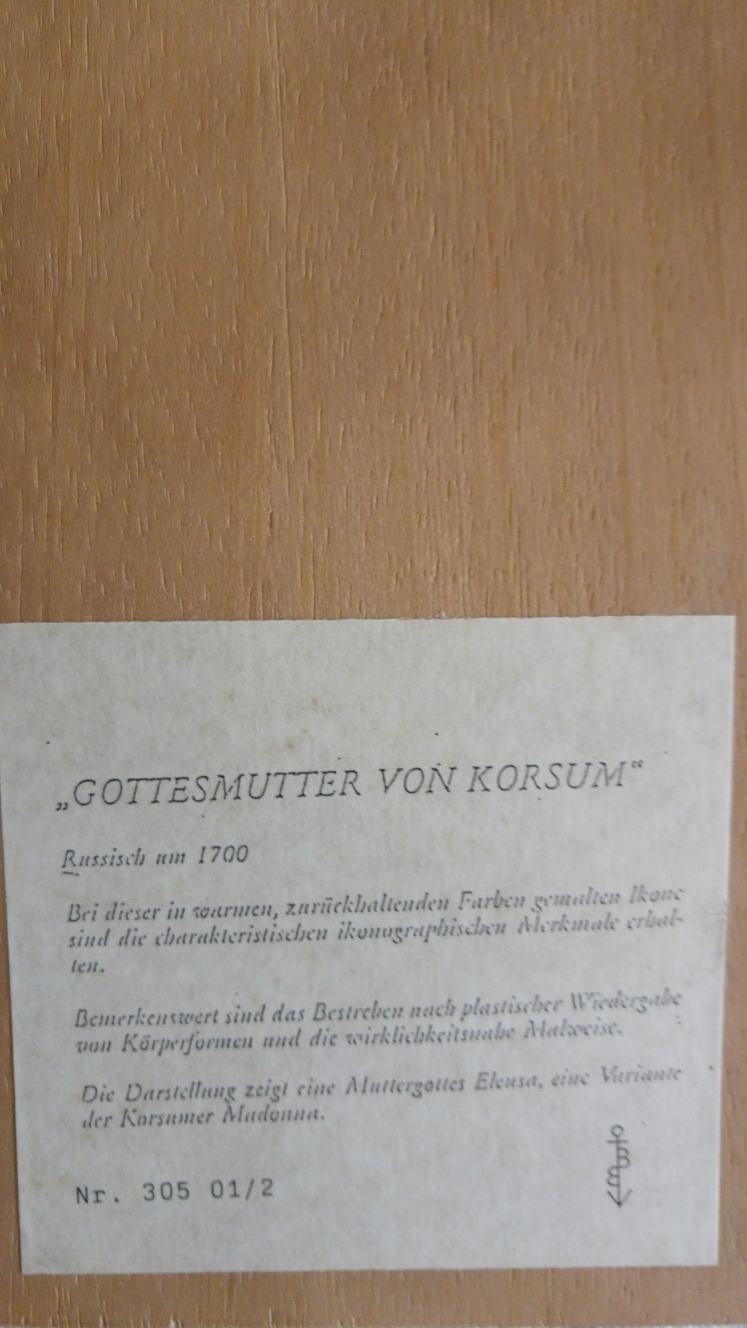 „GOTTESMUTTER VON KORSUM“
Russisch um 1700
Bei dieser in warmen, zurückhaltenden Farben gemalten Ikone
sind die charakteristischen ikonographischen Merkmale erhal-
ten.
Bemerkenswert sind das Bestreben nach plastischer Wiedergabe
von Körperformen und die wirklichkeitsnahe Malweise.
Die Darstellung zeigt eine Muttergottes Eleusa, eine Variante
der Korsumer Madonna.
Nr. 305 01/2